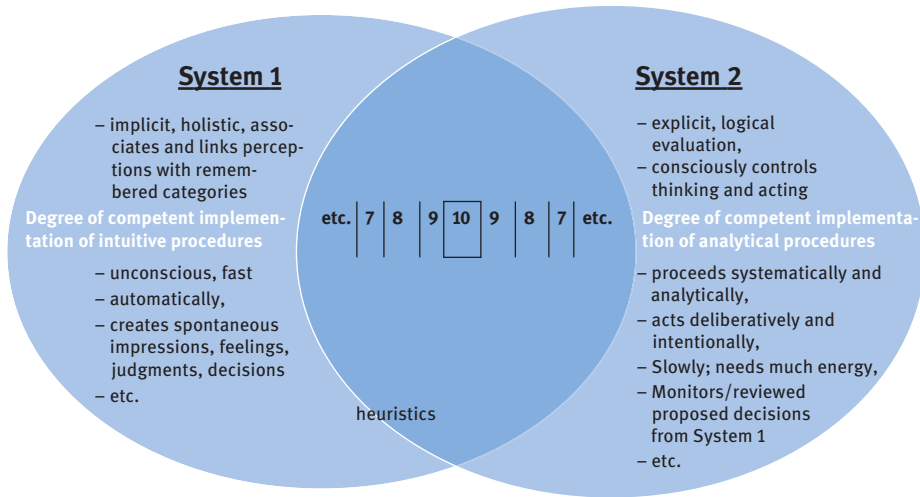 System 1
– implicit, holistic, asso-
ciates and links percep-
tions with remem-
bered categories
Degree of competent implemen-
tation of intuitive procedures
– unconscious, fast
– automatically,
– creates spontaneous
impressions, feelings,
judgments, decisions
– etc.
etc. 7 8 9 10 9 8 7 etc.
heuristics
System 2
– explicit, logical
evaluation,
– consciously controls
thinking and acting
Degree of competent implementa-
tion of analytical procedures
– proceeds systematically and
analytically,
– acts deliberatively and
intentionally,
– Slowly; needs much energy,
– Monitors/reviewed
proposed decisions
from System 1
– etc.